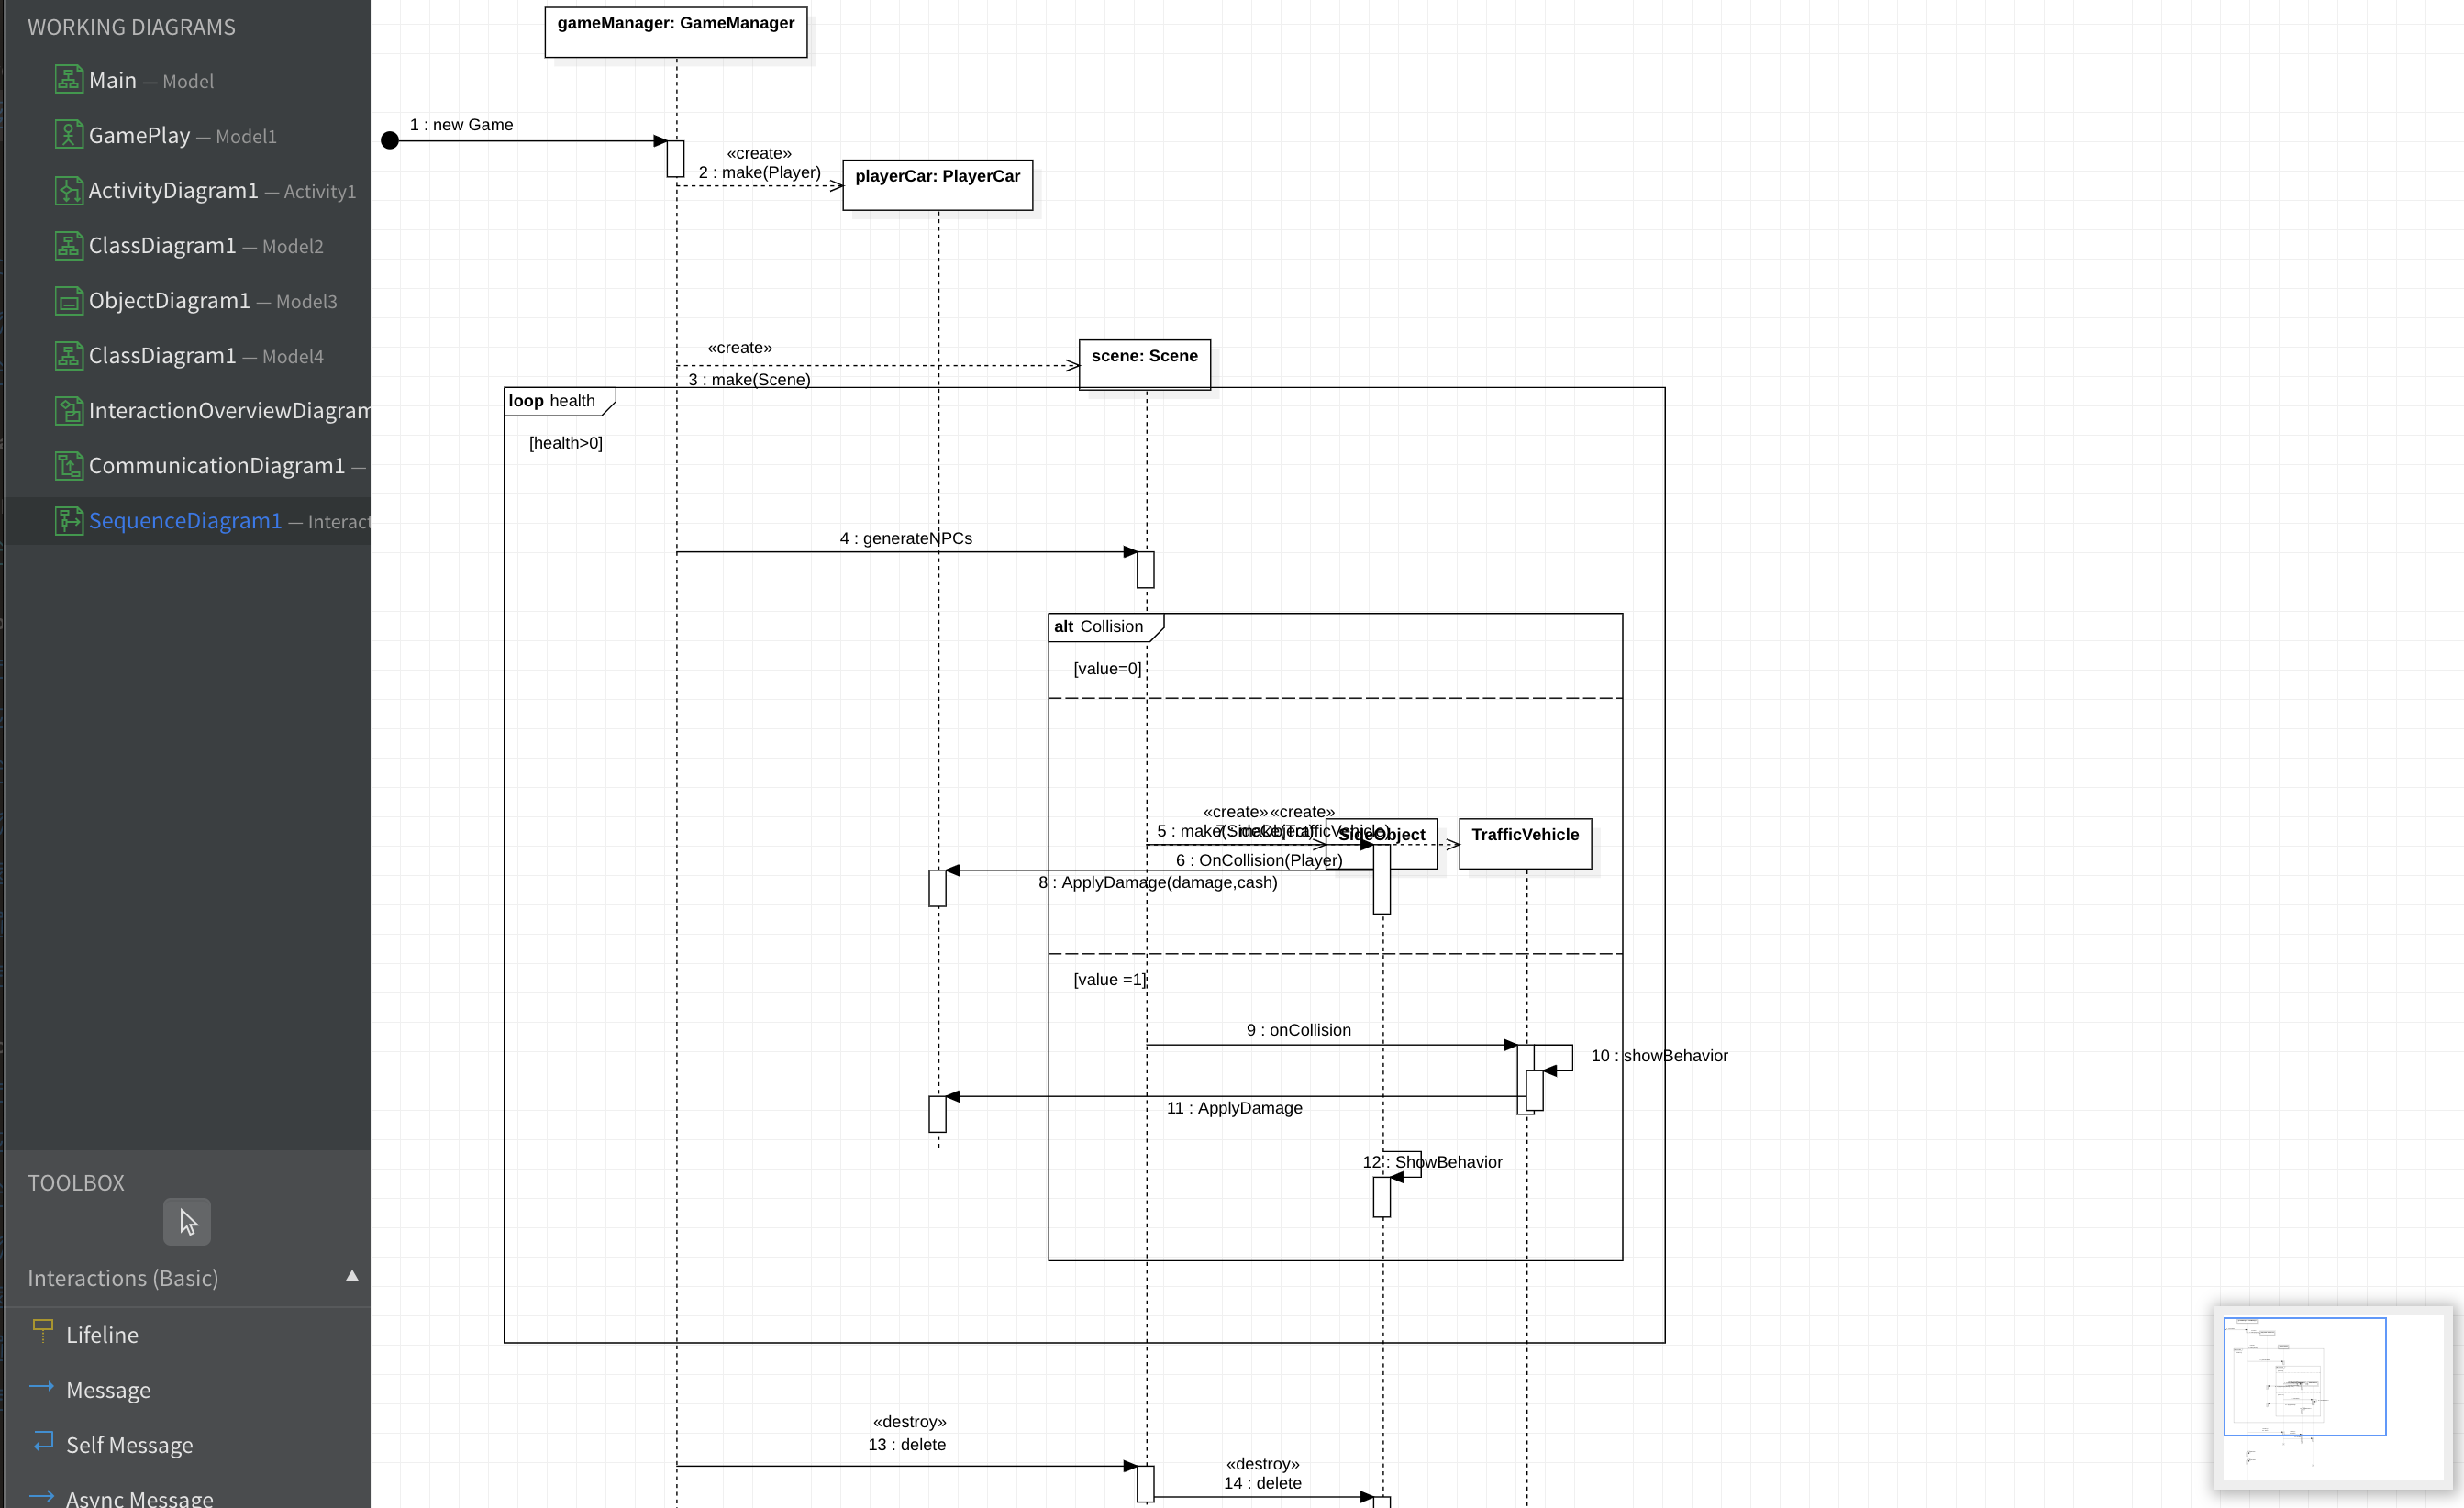 WORKING DIAGRAMS
Main — Model
GamePlay — Model1
ActivityDiagram1 — Activity1
ClassDiagram1 — Model2
ObjectDiagram1 — Model3
ClassDiagram1 — Model4
InteractionOverviewDiagram
CommunicationDiagram1 —
SequenceDiagram1 — Interact
TOOLBOX
Interactions (Basic)
Lifeline
Message
Self Message
Async Message
gameManager: GameManager
1 : new Game
«create»
2 : make(Player)
playerCar: PlayerCar
«create»
3 : make(Scene)
scene: Scene
loop health
[health>0]
4 : generateNPCs
alt Collision
[value=0]
«create» «create»
5 : make(SideObject)
7 : make(TrafficVehicle)
SideObject
TrafficVehicle
6 : OnCollision(Player)
8 : ApplyDamage(damage,cash)
[value =1]
9 : onCollision
10 : showBehavior
11 : ApplyDamage
12 : ShowBehavior
«destroy»
13 : delete
«destroy»
14 : delete